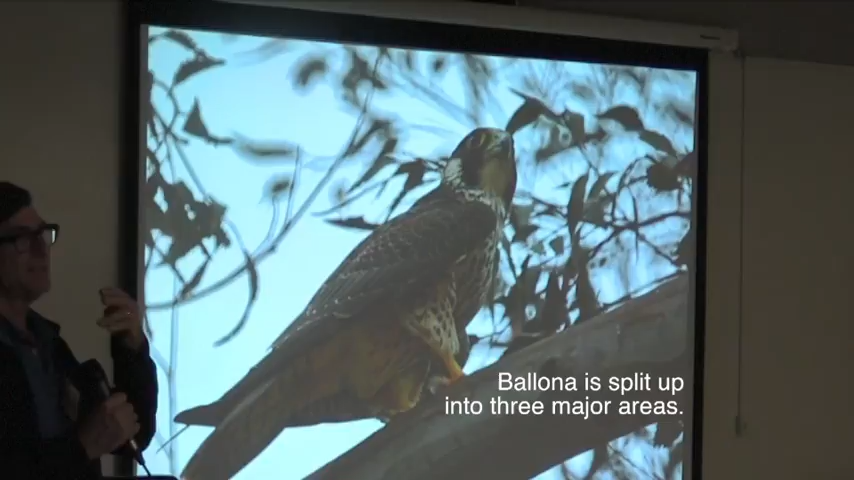 Ballona is split up
into three major areas.